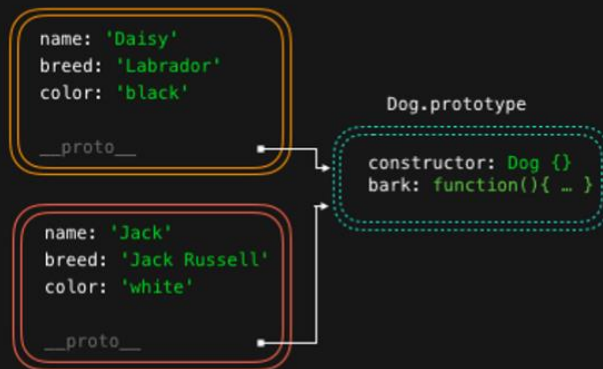 name: 'Daisy'
breed: 'Labrador'
color: 'black'
__proto__
Dog.prototype
constructor: Dog {}
bark: function(){ … }
name: 'Jack'
breed: 'Jack Russell'
color: 'white'
__proto__